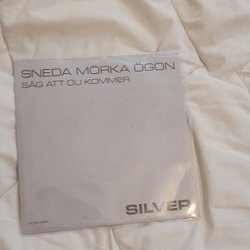 SNEDA MÖRKA ÖGON
SÄG ATT DU KOMMER
SILVER